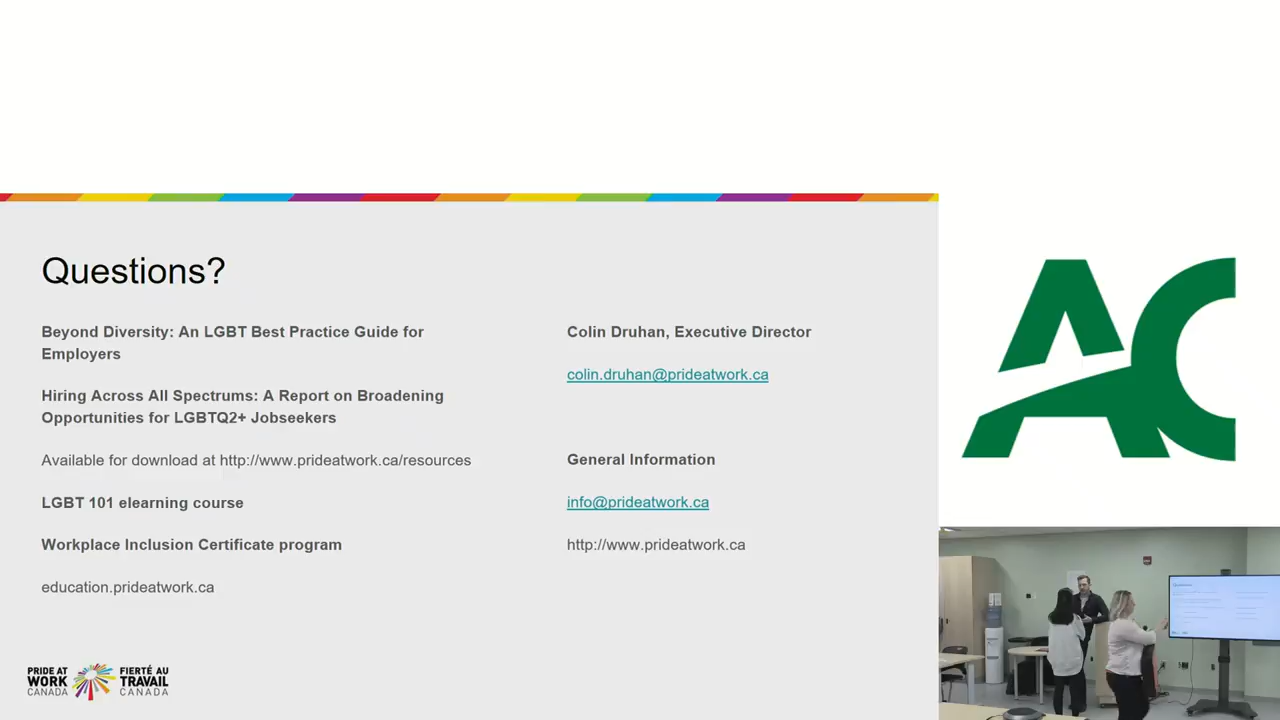 Questions?
Beyond Diversity: An LGBT Best Practice Guide for
Employers
Hiring Across All Spectrums: A Report on Broadening
Opportunities for LGBTQ2+ Jobseekers
Available for download at http://www.prideatwork.ca/resources
LGBT 101 elearning course
Workplace Inclusion Certificate program
education.prideatwork.ca
Colin Druhan, Executive Director
colin.druhan@prideatwork.ca
General Information
info@prideatwork.ca
http://www.prideatwork.ca
PRIDE AT
WORK
CANADA
FIERTÉ AU
TRAVAIL
CANADA
AC